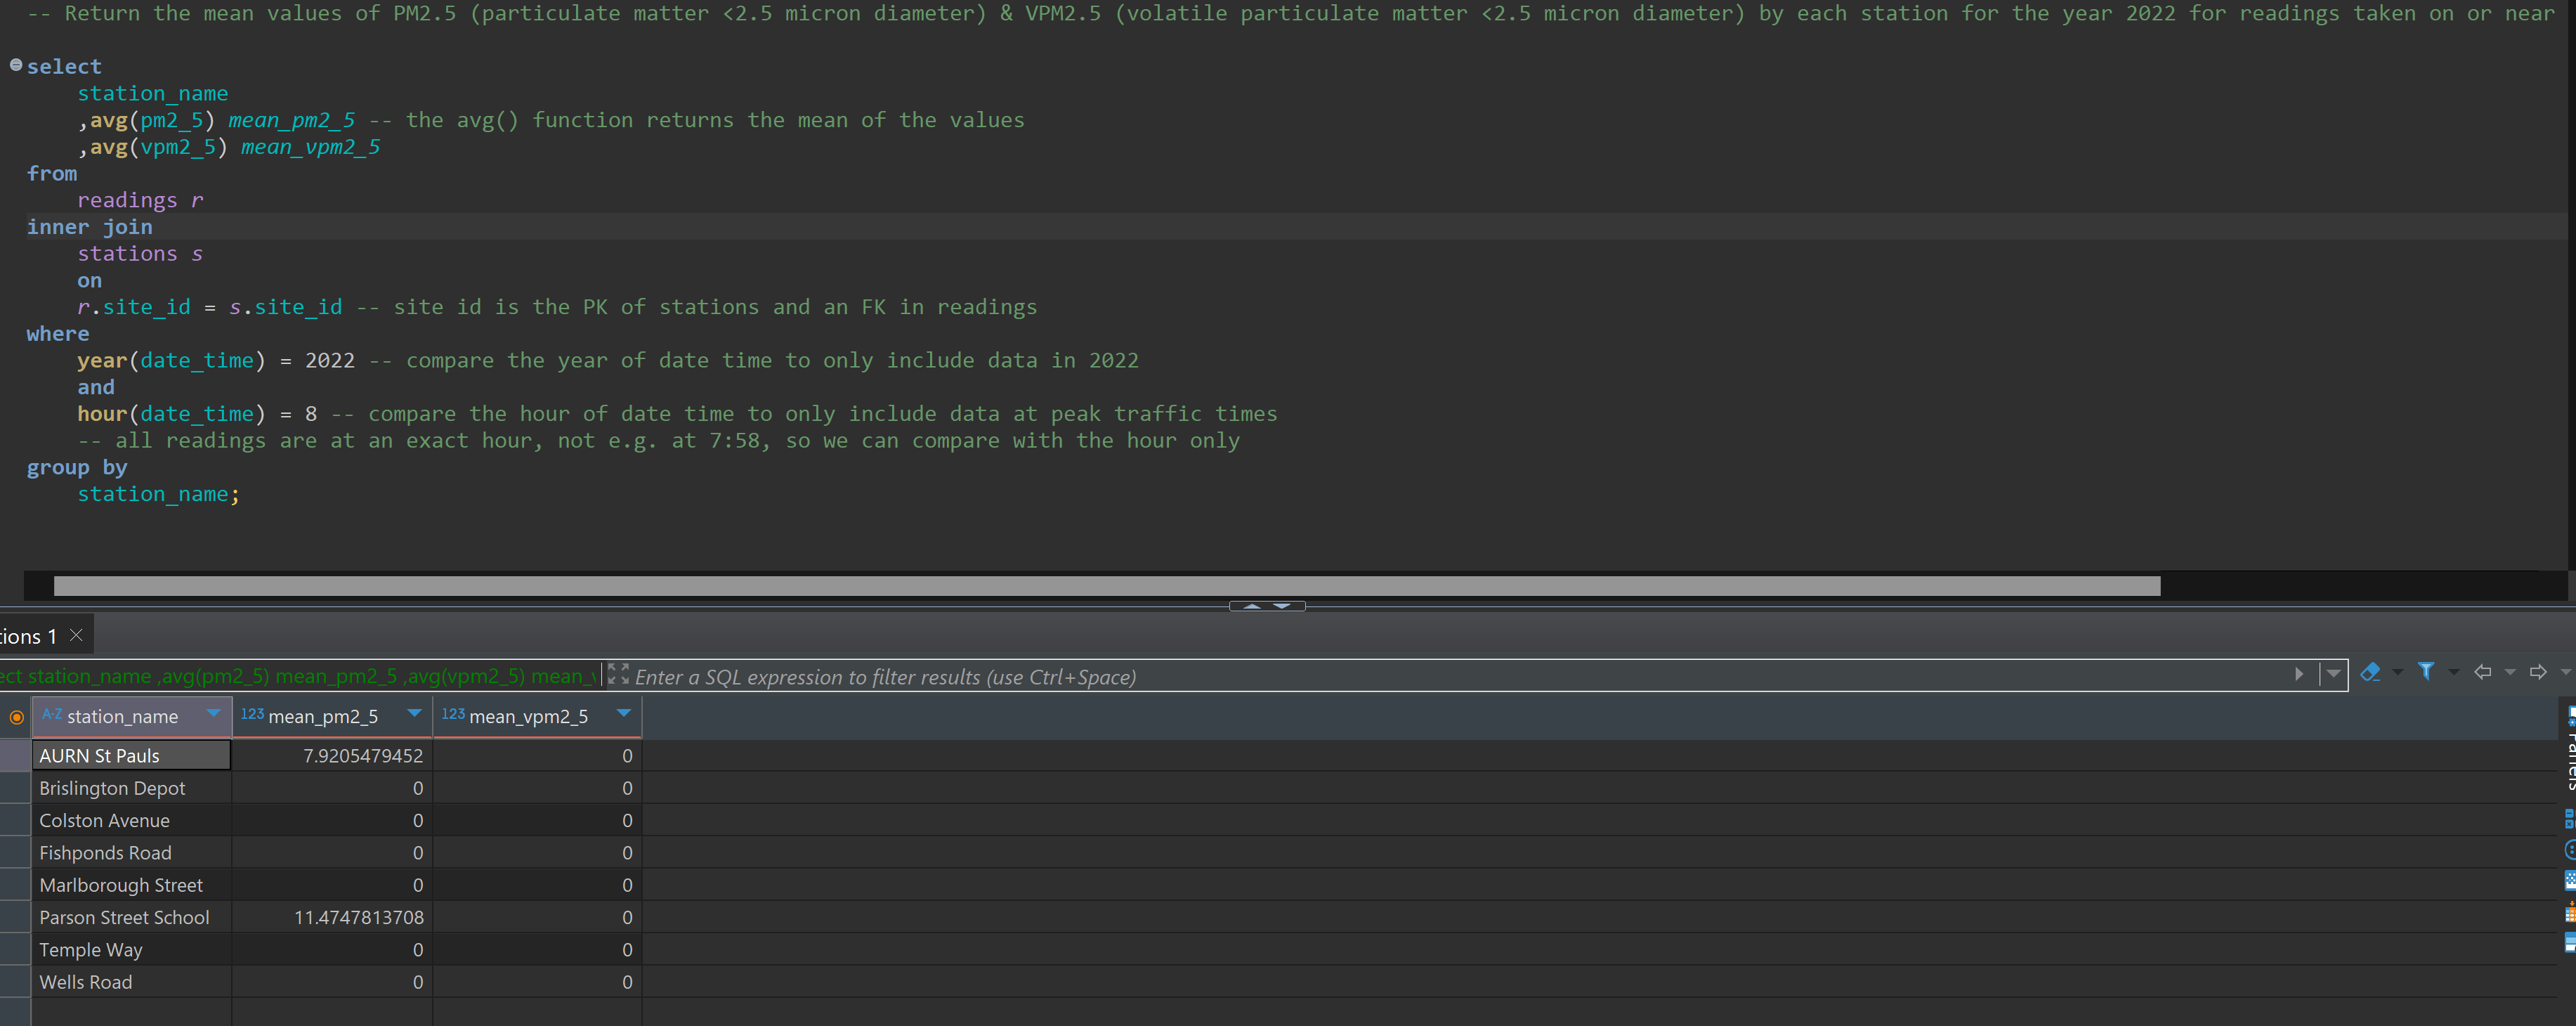 -- Return the mean values of PM2.5 (particulate matter <2.5 micron diameter) & VPM2.5 (volatile particulate matter <2.5 micron diameter) by each station for the year 2022 for readings taken on or near
select
station_name
,avg(pm2_5) mean_pm2_5 -- the avg() function returns the mean of the values
,avg(vpm2_5) mean_vpm2_5
from
readings r
inner join
stations s
on
r.site_id = s.site_id -- site id is the PK of stations and an FK in readings
where
year(date_time) = 2022 -- compare the year of date time to only include data in 2022
and
hour(date_time) = 8 -- compare the hour of date time to only include data at peak traffic times
-- all readings are at an exact hour, not e.g. at 7:58, so we can compare with the hour only
group by
station_name;
tions 1
ect station_name ,avg(pm2_5) mean_pm2_5 ,avg(vpm2_5) mean_v Enter a SQL expression to filter results (use Ctrl+Space)
A-Z station_name 123 mean_pm2_5 123 mean_vpm2_5
AURN St Pauls 7.9205479452 0
Brislington Depot 0 0
Colston Avenue 0 0
Fishponds Road 0 0
Marlborough Street 0 0
Parson Street School 11.4747813708 0
Temple Way 0 0
Wells Road 0 0